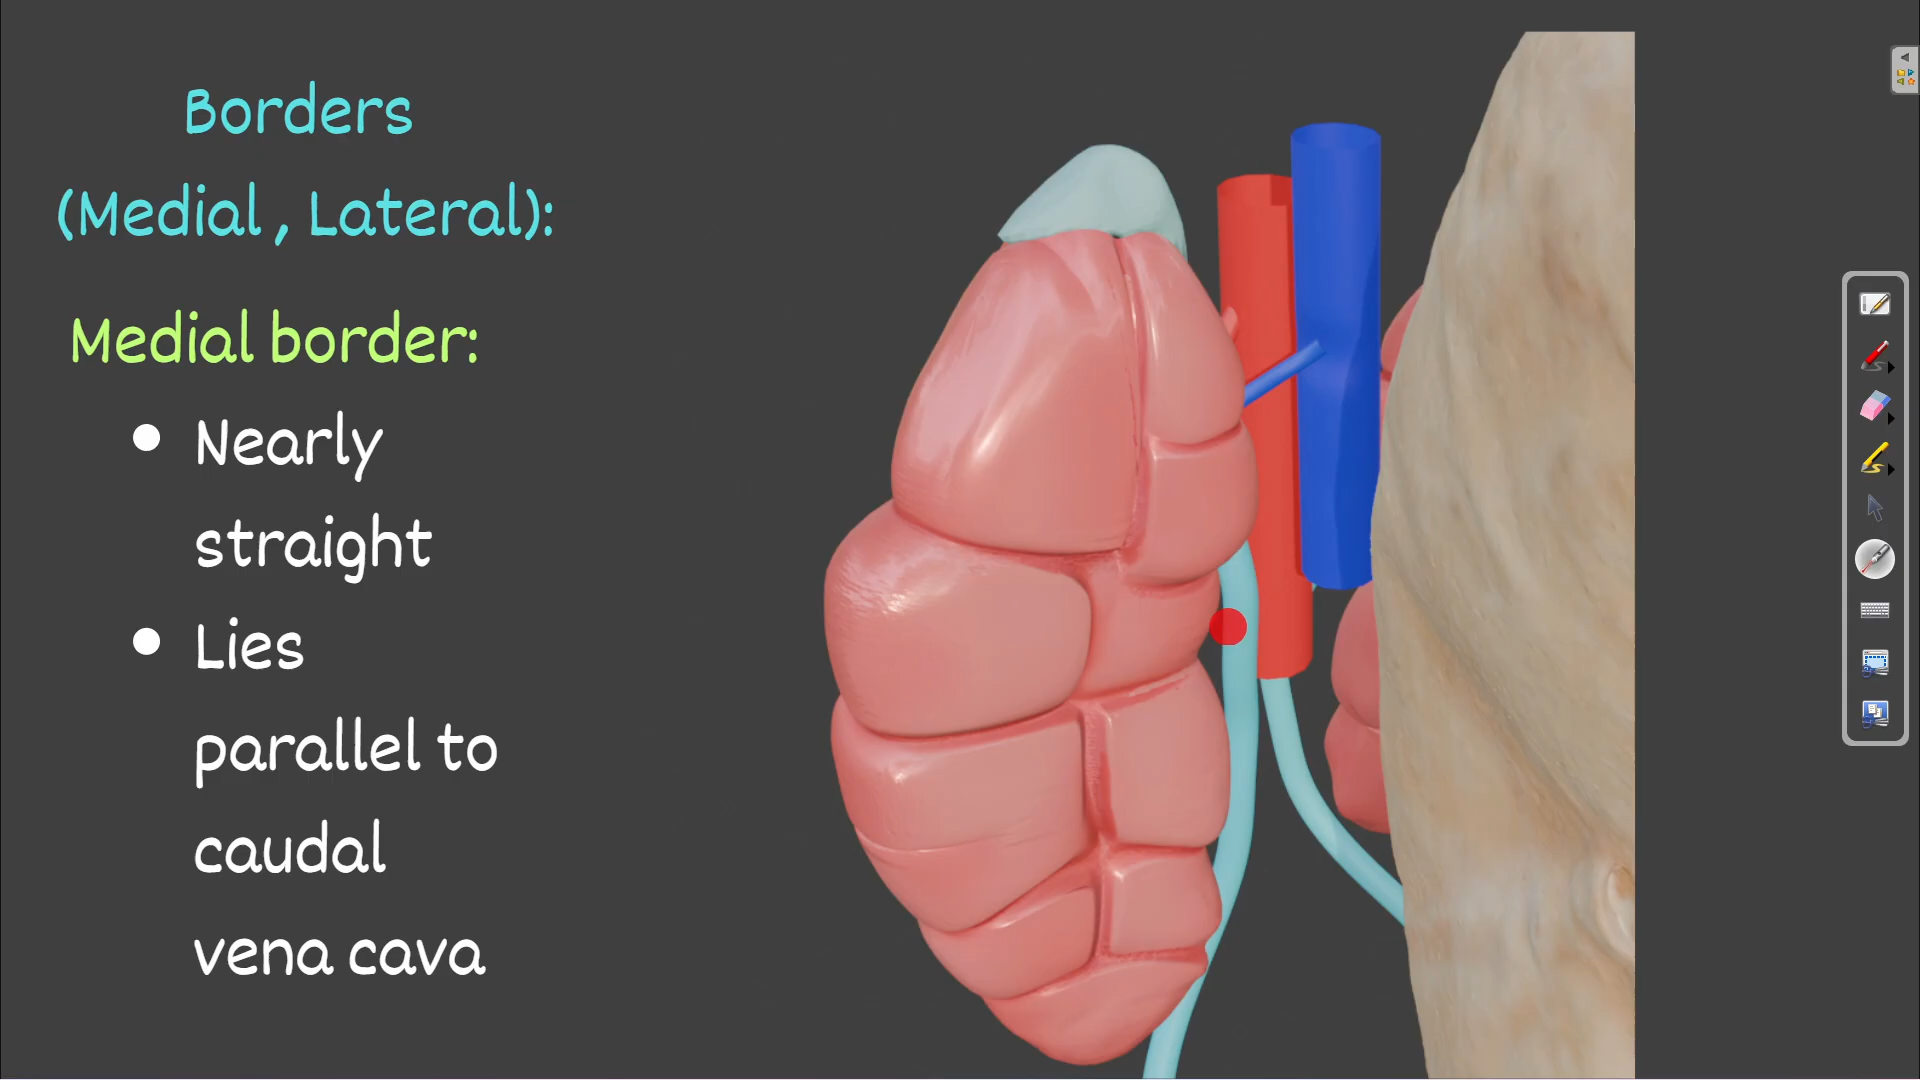 Borders
(Medial , Lateral):
Medial border:
• Nearly
straight
• Lies
parallel to
caudal
vena cava